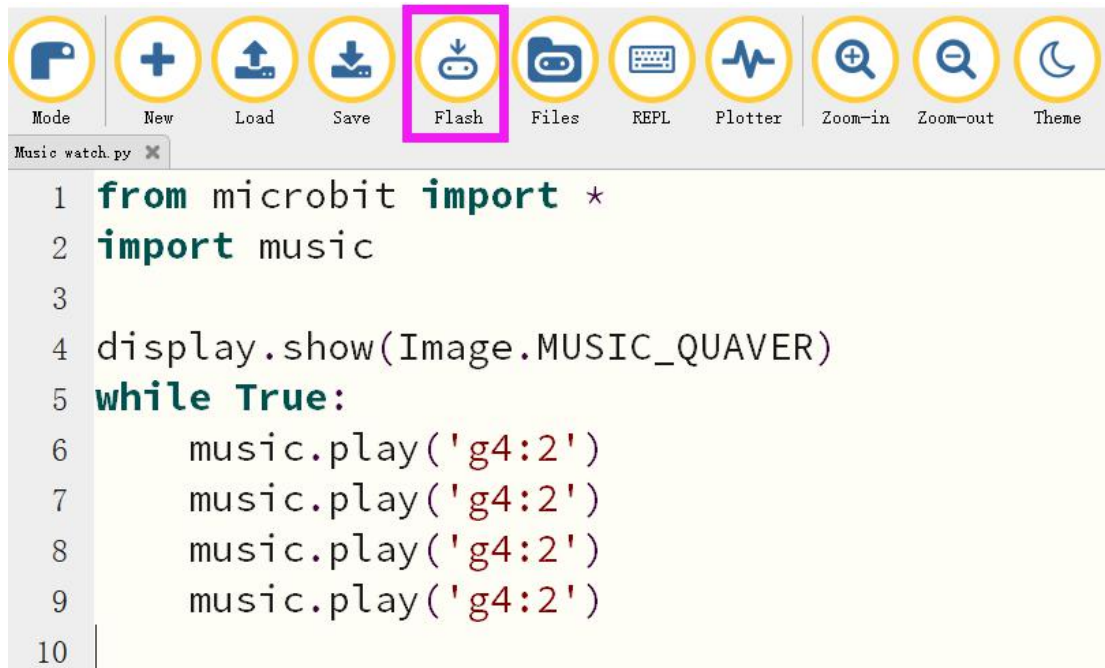 Mode New Load Save Flash Files REPL Plotter Zoom-in Zoom-out Theme
Music watch.py
1 from microbit import *
2 import music
3
4 display.show(Image.MUSIC_QUAVER)
5 while True:
6     music.play('g4:2')
7     music.play('g4:2')
8     music.play('g4:2')
9     music.play('g4:2')
10